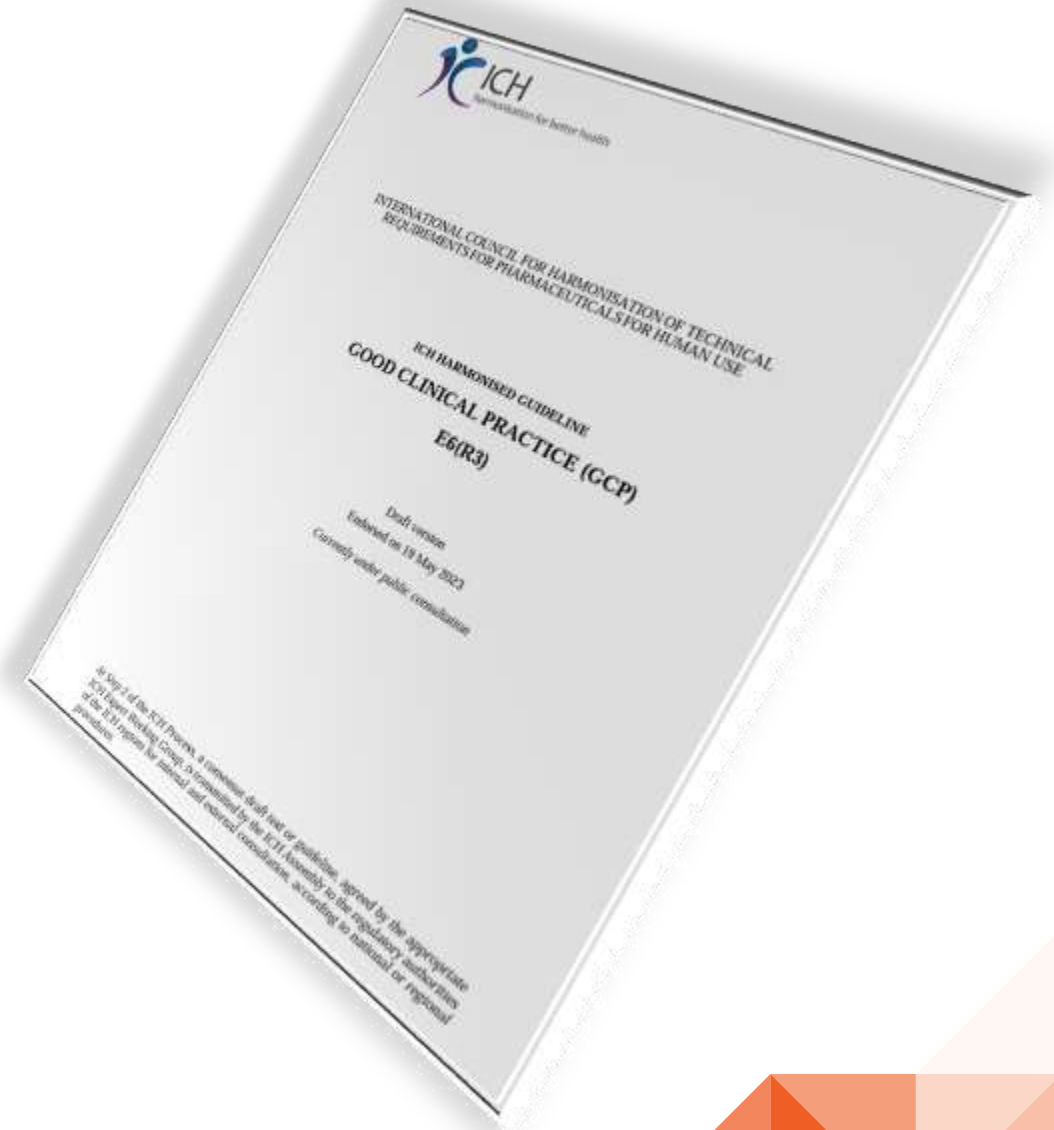 ICH
harmonisation for better health
INTERNATIONAL COUNCIL FOR HARMONISATION OF TECHNICAL
REQUIREMENTS FOR PHARMACEUTICALS FOR HUMAN USE
ICH HARMONISED GUIDELINE
GOOD CLINICAL PRACTICE (GCP)
E6(R3)
Draft version
Endorsed on 19 May 2023
Currently under public consultation
At Step 2 of the ICH Process, a consensus draft text or guideline, agreed by the appropriate
ICH Expert Working Group, is transmitted by the ICH Assembly to the regulatory authorities
of the ICH regions for internal and external consultation, according to national or regional
procedures.